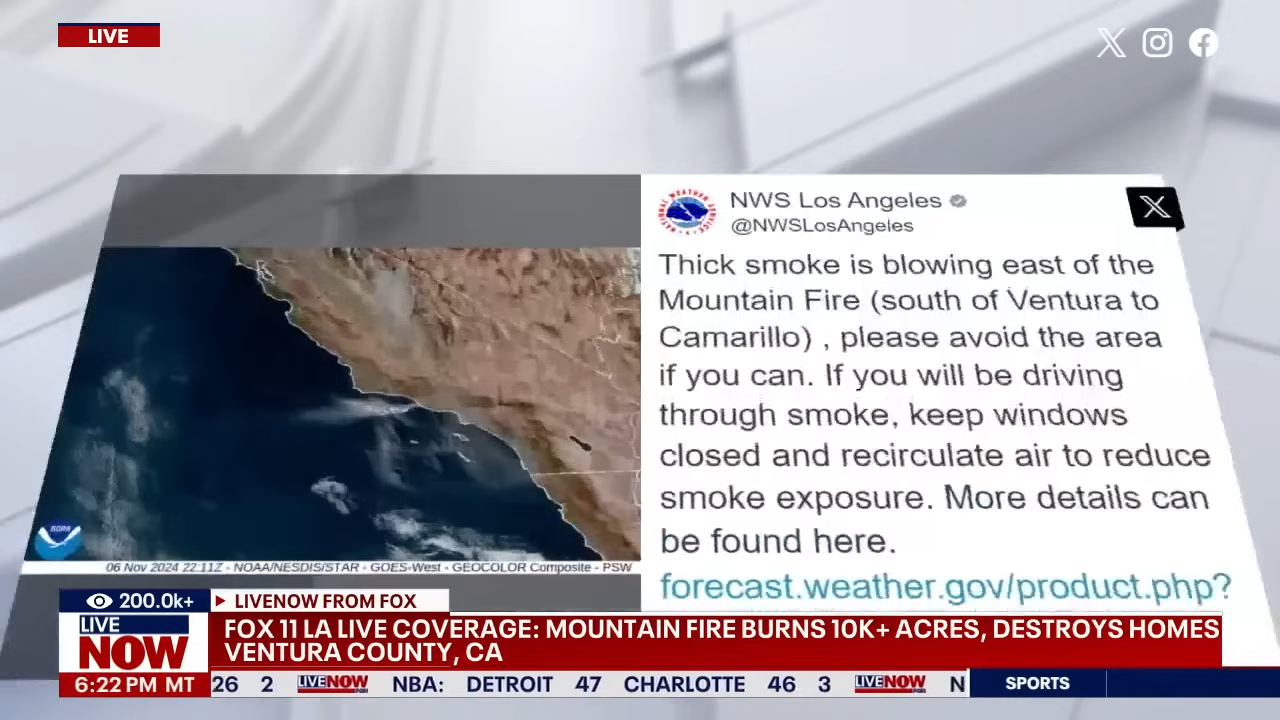 LIVE
NWS Los Angeles
@NWSLosAngeles
Thick smoke is blowing east of the
Mountain Fire (south of Ventura to
Camarillo) , please avoid the area
if you can. If you will be driving
through smoke, keep windows
closed and recirculate air to reduce
smoke exposure. More details can
be found here.
forecast.weather.gov/product.php?
NOAA
06 Nov 2024 22:11Z - NOAA/NESDIS/STAR - GOES-West - GEOCOLOR Composite - PSW
200.0k+ LIVENOW FROM FOX
LIVE
NOW
FOX 11 LA LIVE COVERAGE: MOUNTAIN FIRE BURNS 10K+ ACRES, DESTROYS HOMES
VENTURA COUNTY, CA
6:22 PM MT 26 2 LIVENOW NBA: DETROIT 47 CHARLOTTE 46 3 LIVENOW N SPORTS